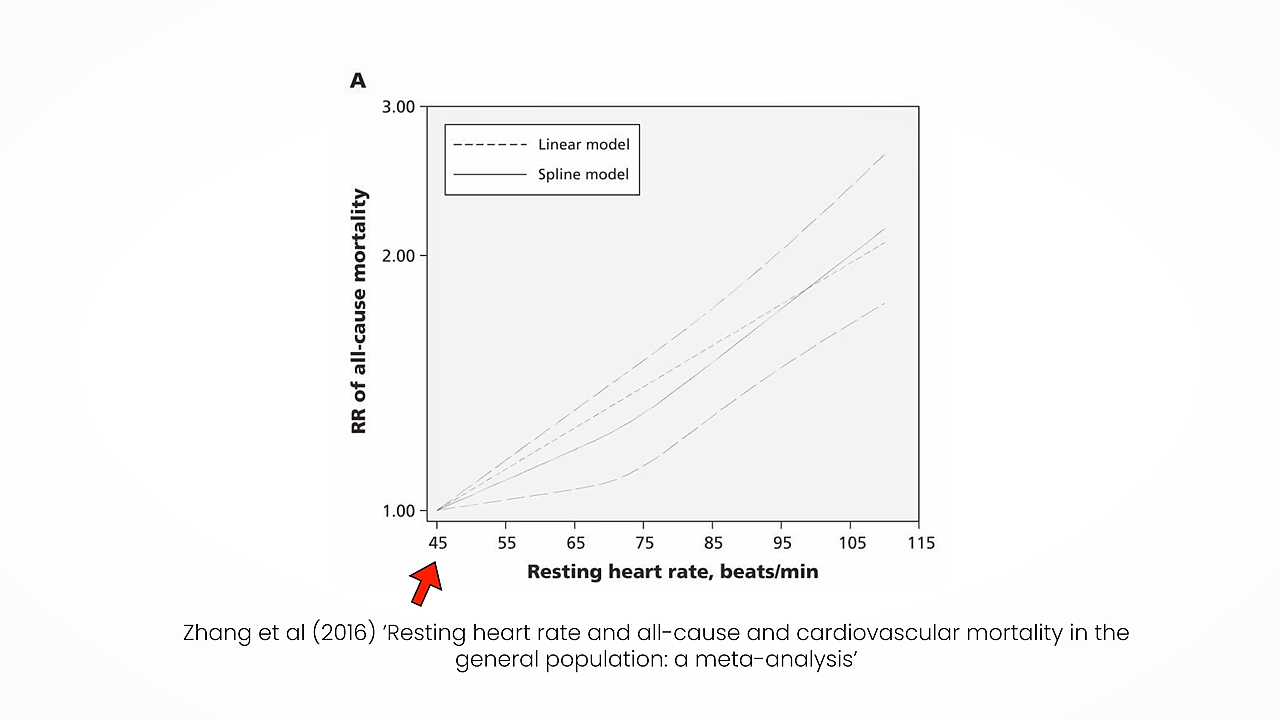 A
3.00
Linear model
Spline model
2.00
1.00
RR of all-cause mortality
45 55 65 75 85 95 105 115
Resting heart rate, beats/min
Zhang et al (2016) ‘Resting heart rate and all-cause and cardiovascular mortality in the
general population: a meta-analysis’